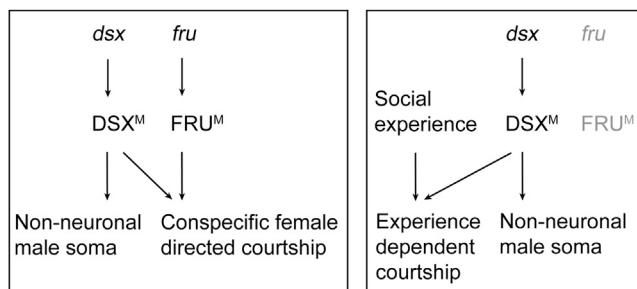 dsx fru
DSXM FRUM
Non-neuronal
male soma
Conspecific female
directed courtship
dsx fru
Social
experience
DSXM FRUM
Experience
dependent
courtship
Non-neuronal
male soma